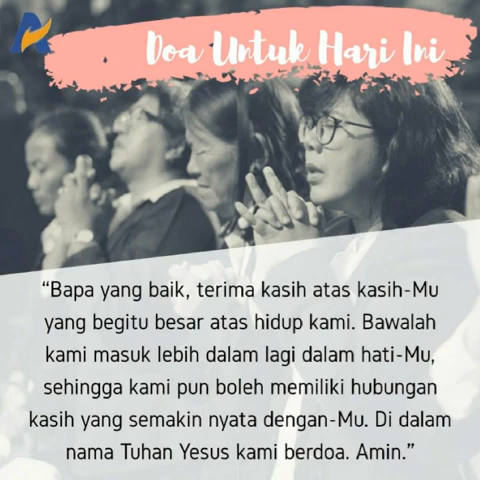 Doa Untuk Hari Ini
“Bapa yang baik, terima kasih atas kasih-Mu
yang begitu besar atas hidup kami. Bawalah
kami masuk lebih dalam lagi dalam hati-Mu,
sehingga kami pun boleh memiliki hubungan
kasih yang semakin nyata dengan-Mu. Di dalam
nama Tuhan Yesus kami berdoa. Amin.”